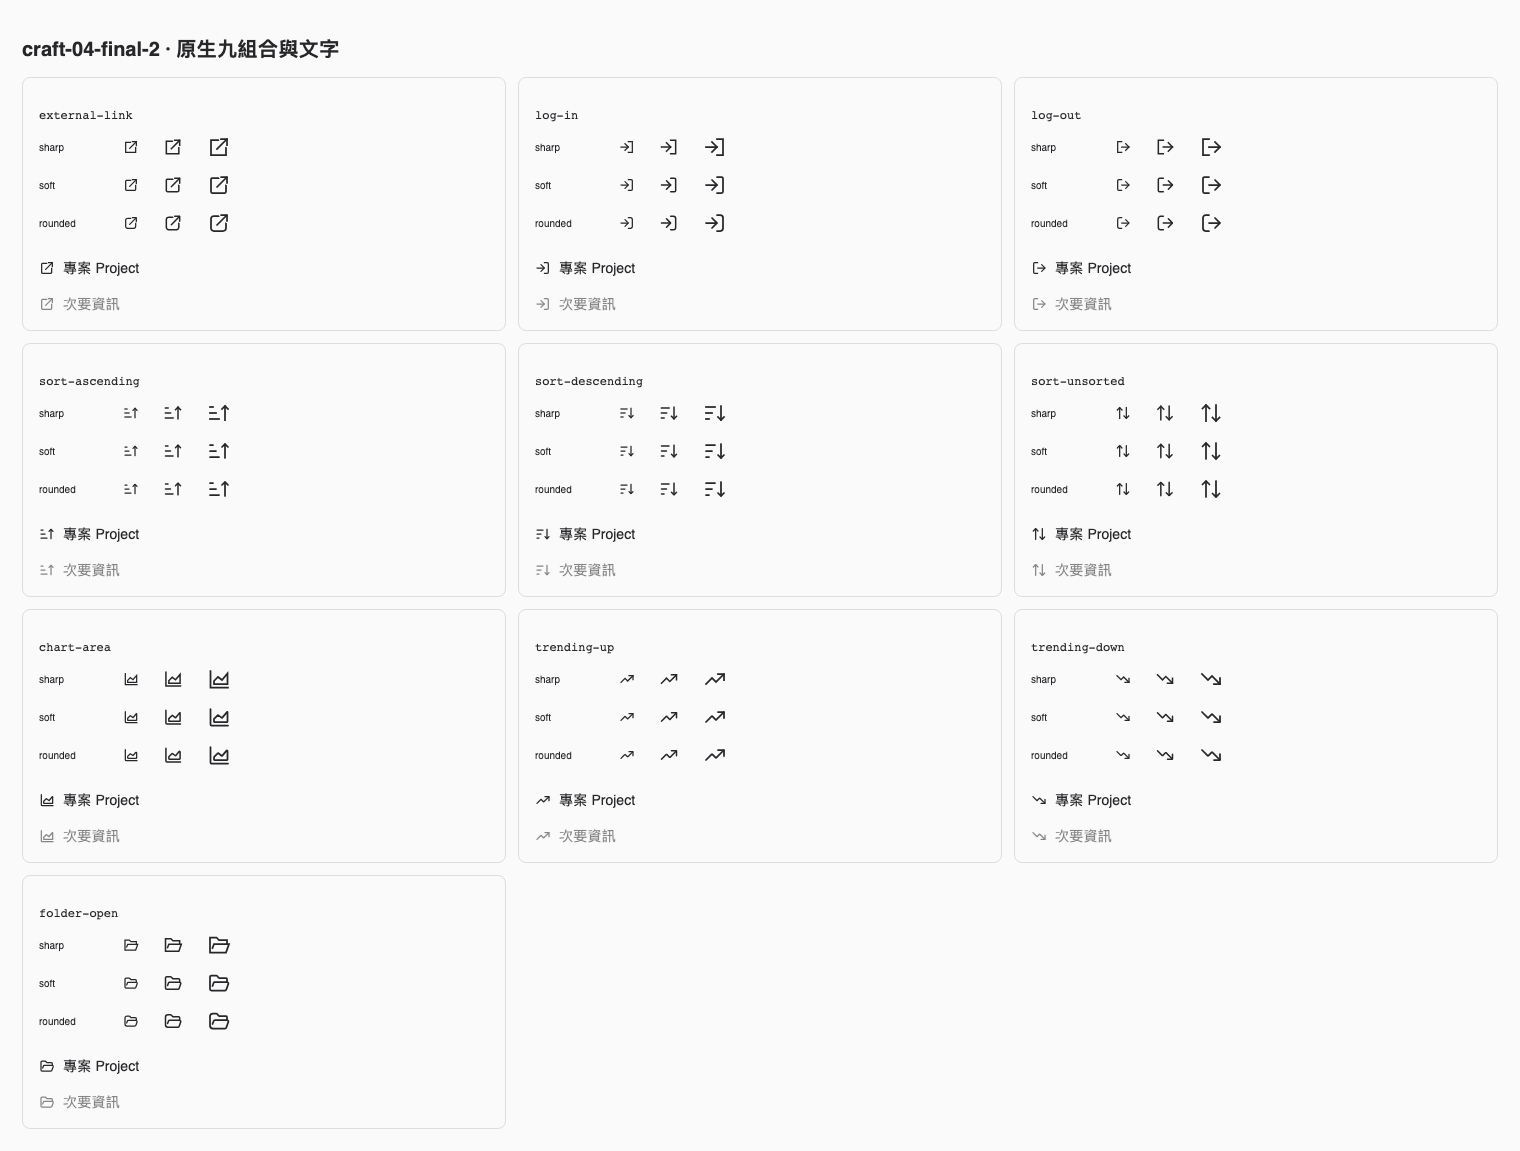 craft-04-final-2 · 原生九組合與文字
external-link
sharp
soft
rounded
專案 Project
次要資訊
log-in
sharp
soft
rounded
專案 Project
次要資訊
log-out
sharp
soft
rounded
專案 Project
次要資訊
sort-ascending
sharp
soft
rounded
專案 Project
次要資訊
sort-descending
sharp
soft
rounded
專案 Project
次要資訊
sort-unsorted
sharp
soft
rounded
專案 Project
次要資訊
chart-area
sharp
soft
rounded
專案 Project
次要資訊
trending-up
sharp
soft
rounded
專案 Project
次要資訊
trending-down
sharp
soft
rounded
專案 Project
次要資訊
folder-open
sharp
soft
rounded
專案 Project
次要資訊